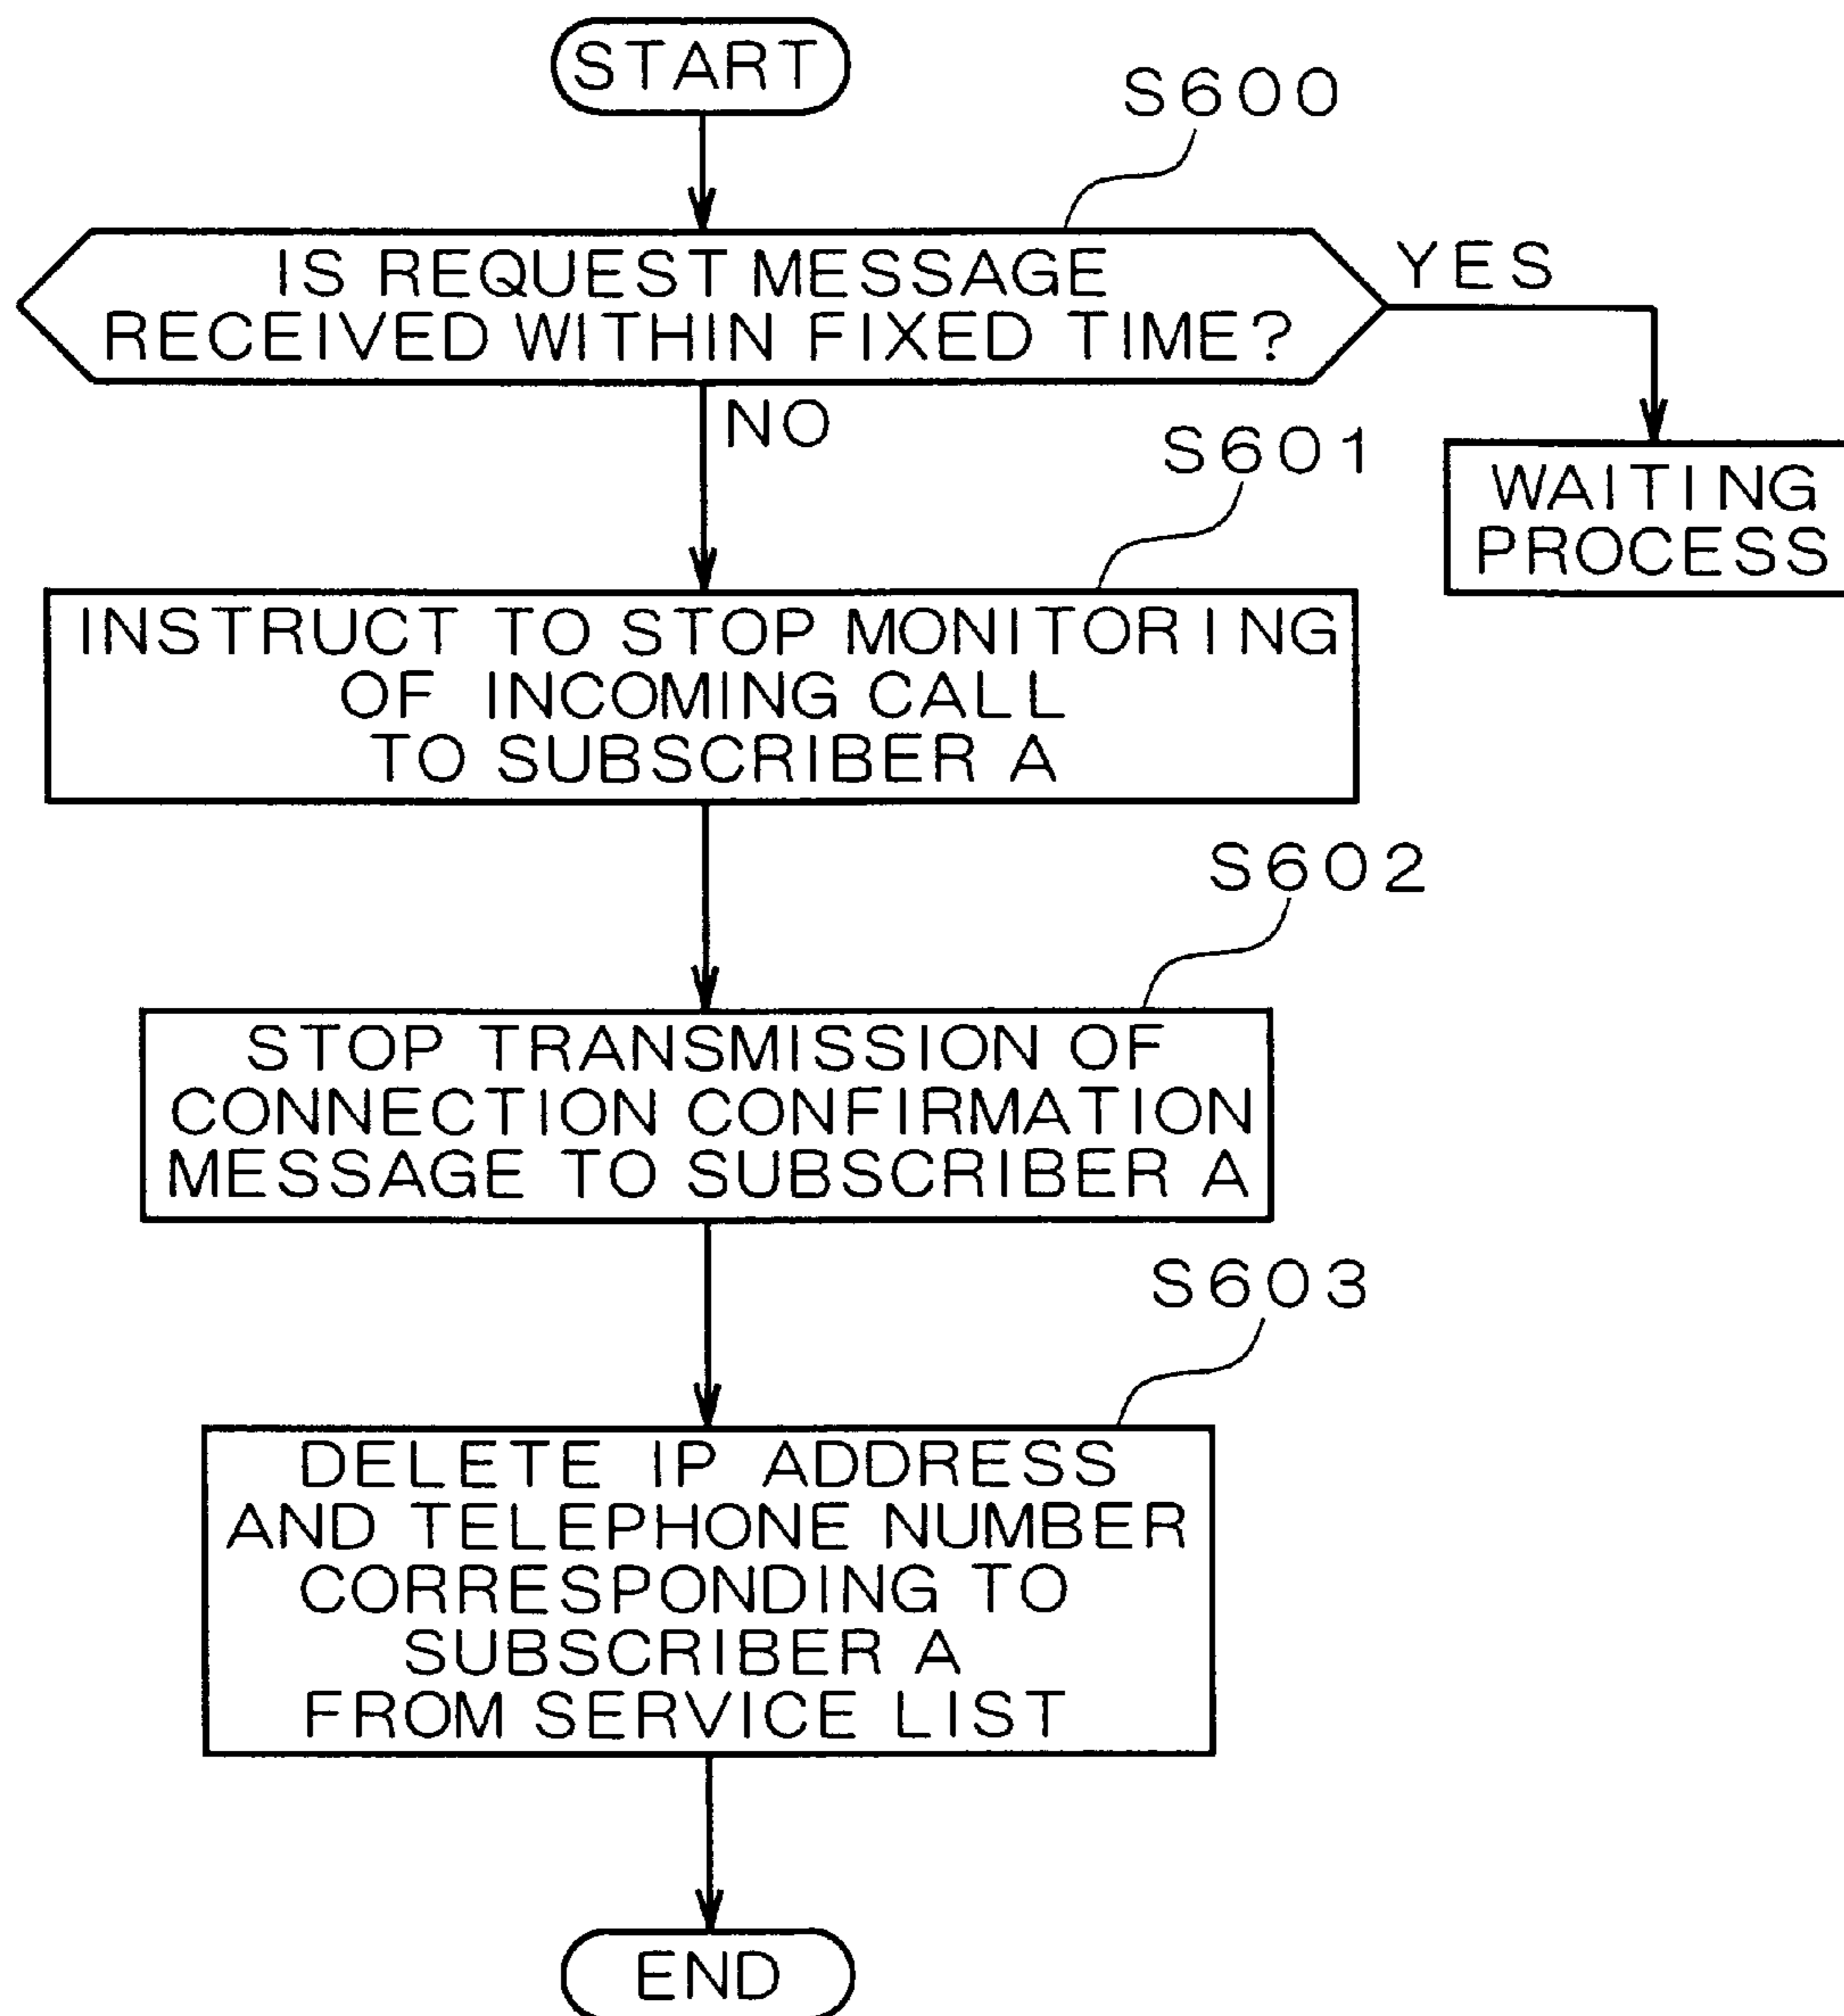 START
S600
IS REQUEST MESSAGE
RECEIVED WITHIN FIXED TIME?
YES
NO
WAITING
PROCESS
S601
INSTRUCT TO STOP MONITORING
OF INCOMING CALL
TO SUBSCRIBER A
S602
STOP TRANSMISSION OF
CONNECTION CONFIRMATION
MESSAGE TO SUBSCRIBER A
S603
DELETE IP ADDRESS
AND TELEPHONE NUMBER
CORRESPONDING TO
SUBSCRIBER A
FROM SERVICE LIST
END